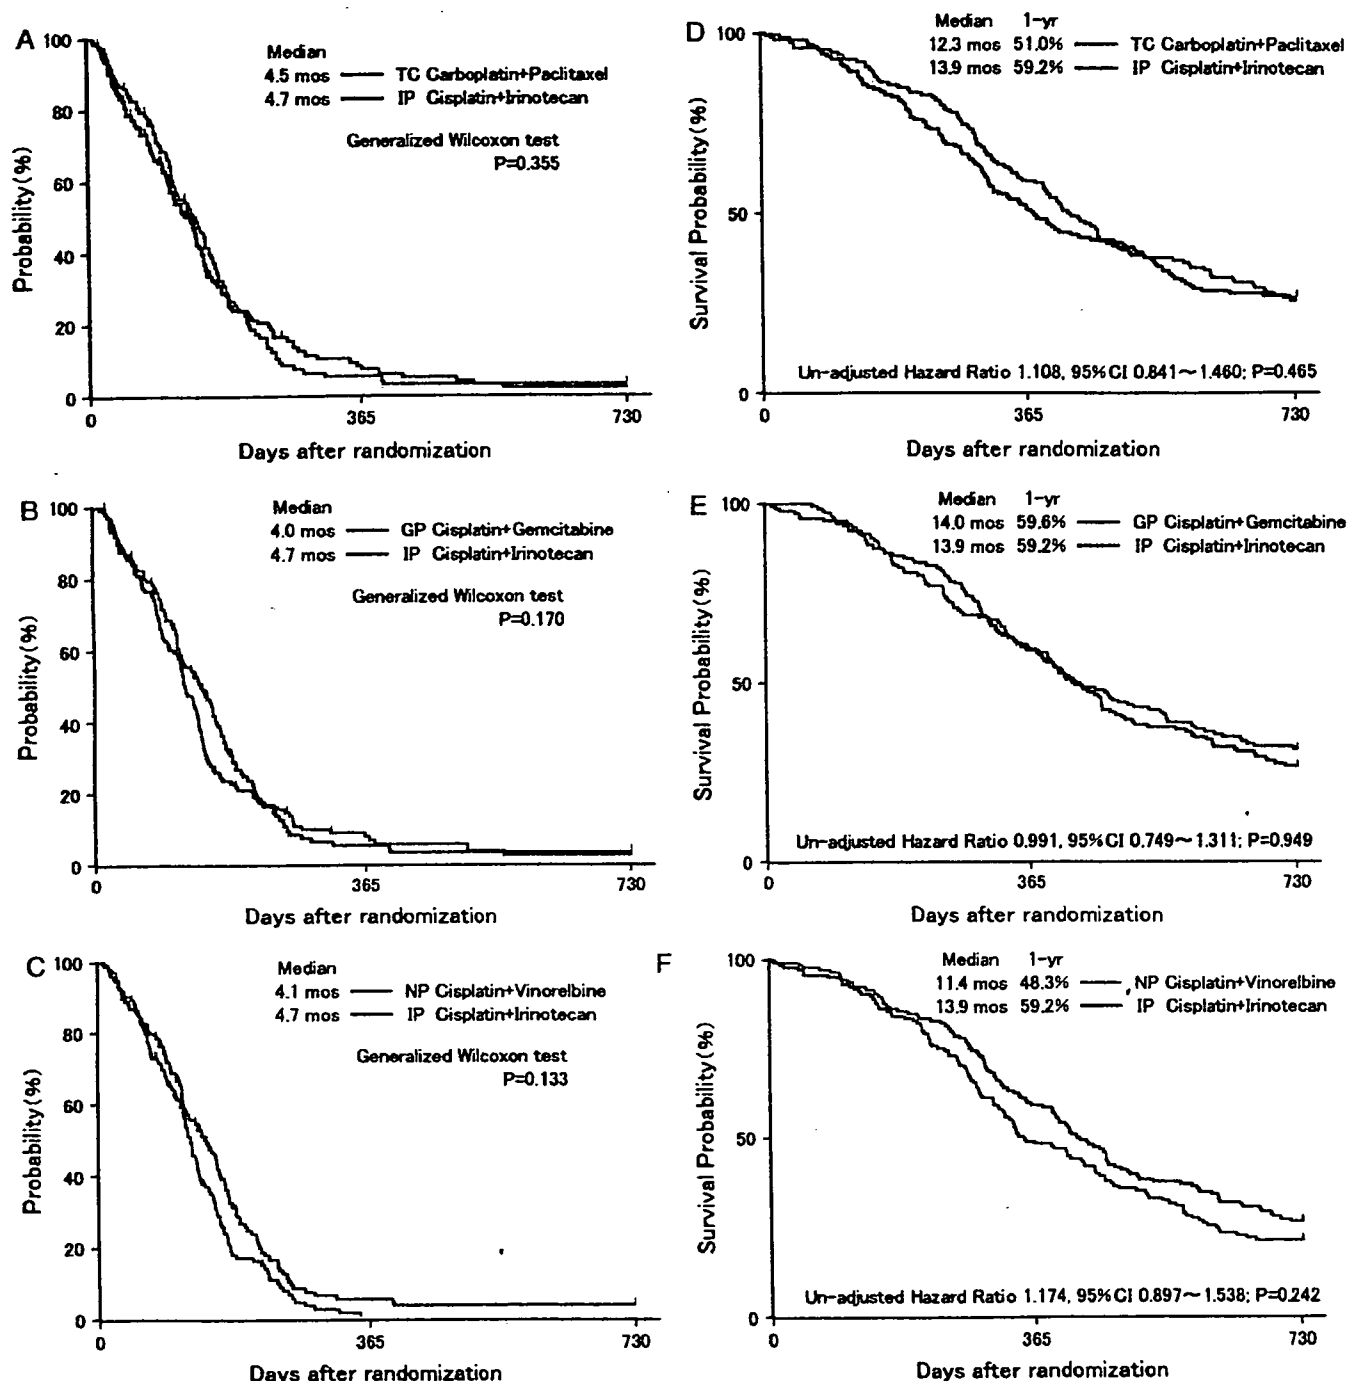 A
Median
4.5 mos TC Carboplatin+Paclitaxel
4.7 mos IP Cisplatin+Irinotecan
Generalized Wilcoxon test
P=0.355
Probability(%)
100
80
60
40
20
0
0 365 730
Days after randomization
D
Median 1-yr
12.3 mos 51.0% TC Carboplatin+Paclitaxel
13.9 mos 59.2% IP Cisplatin+Irinotecan
Survival Probability(%)
100
50
0
Un-adjusted Hazard Ratio 1.108, 95%CI 0.841~1.460; P=0.465
0 365 730
Days after randomization
B
Median
4.0 mos GP Cisplatin+Gemcitabine
4.7 mos IP Cisplatin+Irinotecan
Generalized Wilcoxon test
P=0.170
Probability(%)
100
80
60
40
20
0
0 365 730
Days after randomization
E
Median 1-yr
14.0 mos 59.6% GP Cisplatin+Gemcitabine
13.9 mos 59.2% IP Cisplatin+Irinotecan
Survival Probability(%)
100
50
0
Un-adjusted Hazard Ratio 0.991, 95%CI 0.749~1.311; P=0.949
0 365 730
Days after randomization
C
Median
4.1 mos NP Cisplatin+Vinorelbine
4.7 mos IP Cisplatin+Irinotecan
Generalized Wilcoxon test
P=0.133
Probability(%)
100
80
60
40
20
0
0 365 730
Days after randomization
F
Median 1-yr
11.4 mos 48.3% NP Cisplatin+Vinorelbine
13.9 mos 59.2% IP Cisplatin+Irinotecan
Survival Probability(%)
100
50
0
Un-adjusted Hazard Ratio 1.174, 95%CI 0.897~1.538; P=0.242
0 365 730
Days after randomization